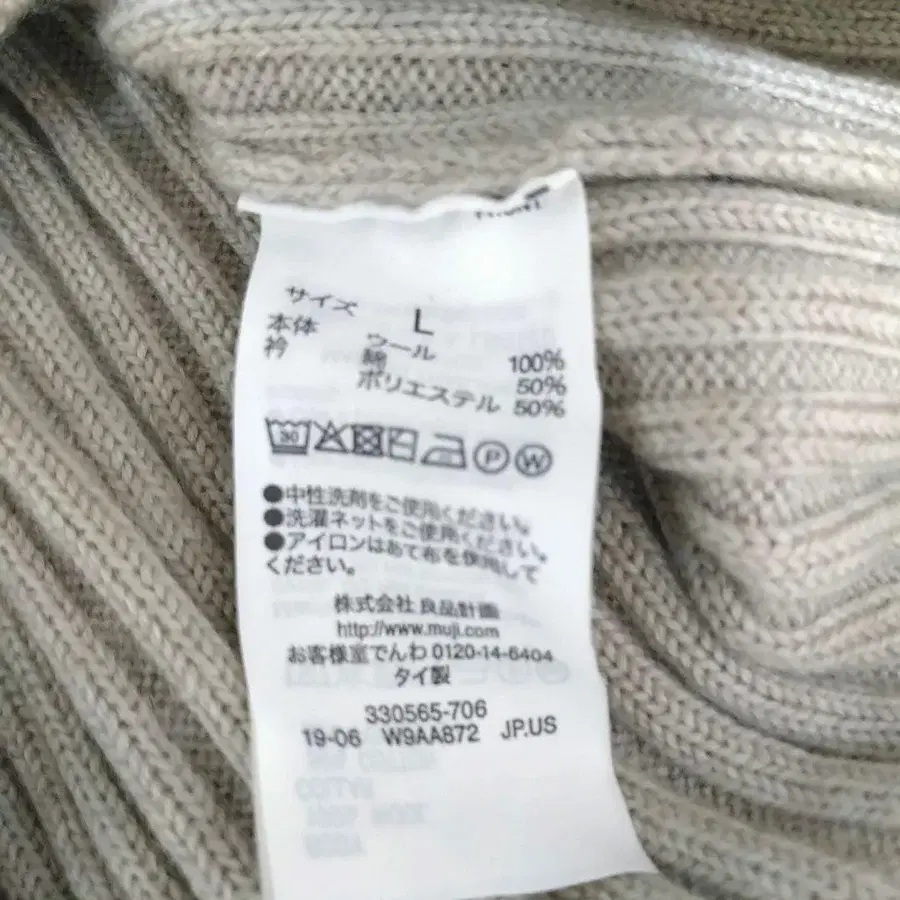 サイズ L
本体 ウール 100%
衿 綿 50%
ポリエステル 50%
30
P W
●中性洗剤をご使用ください。
●洗濯ネットをご使用ください。
●アイロンはあて布を使用して
ください。
株式会社 良品計画
http://www.muji.com
お客様室でんわ 0120-14-6404
タイ製
330565-706
19-06 W9AA872 JP.US